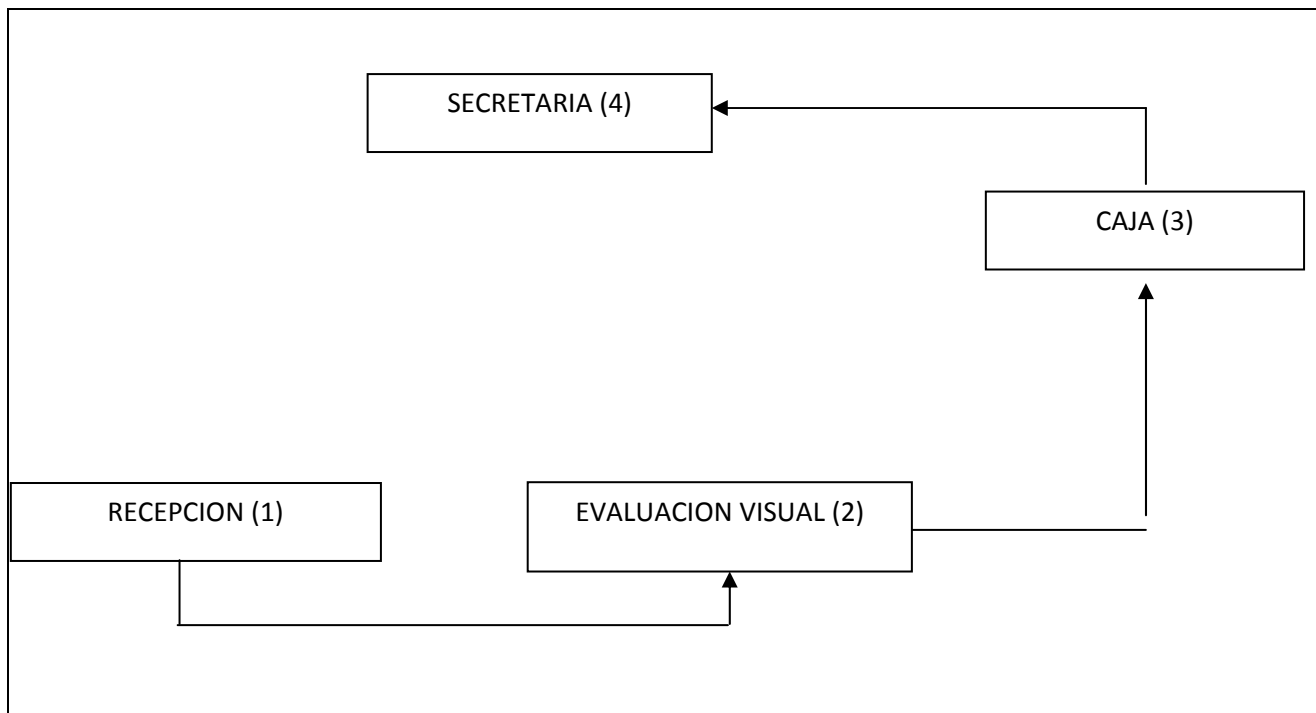 SECRETARIA (4)
CAJA (3)
RECEPCION (1)
EVALUACION VISUAL (2)